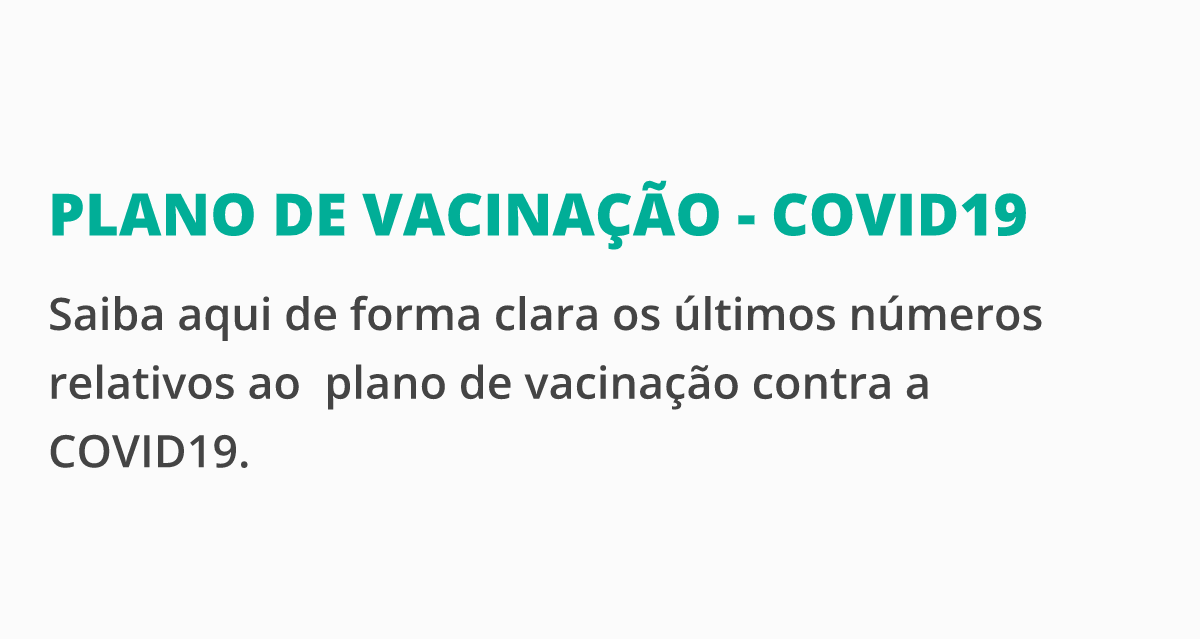 PLANO DE VACINAÇÃO - COVID19
Saiba aqui de forma clara os últimos números
relativos ao  plano de vacinação contra a
COVID19.